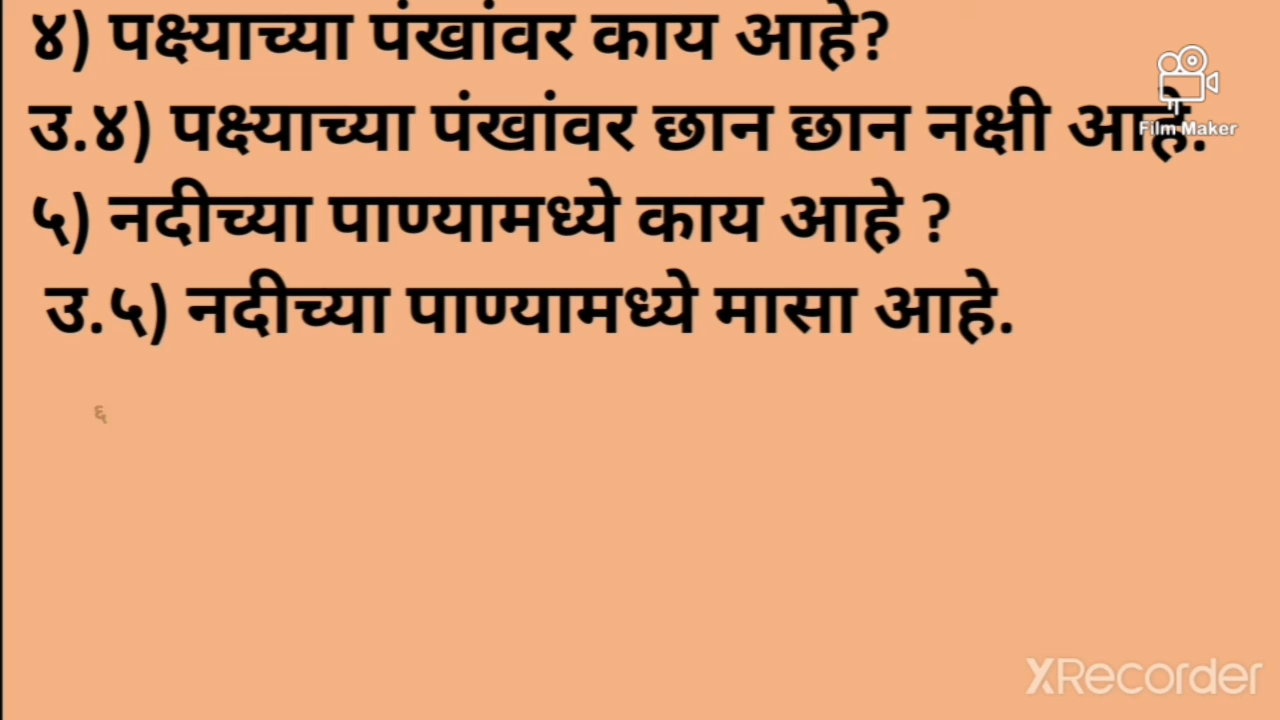 ४) पक्ष्याच्या पंखांवर काय आहे?
उ.४) पक्ष्याच्या पंखांवर छान छान नक्षी आहे.
Film Maker
५) नदीच्या पाण्यामध्ये काय आहे ?
उ.५) नदीच्या पाण्यामध्ये मासा आहे.
६
XRecorder